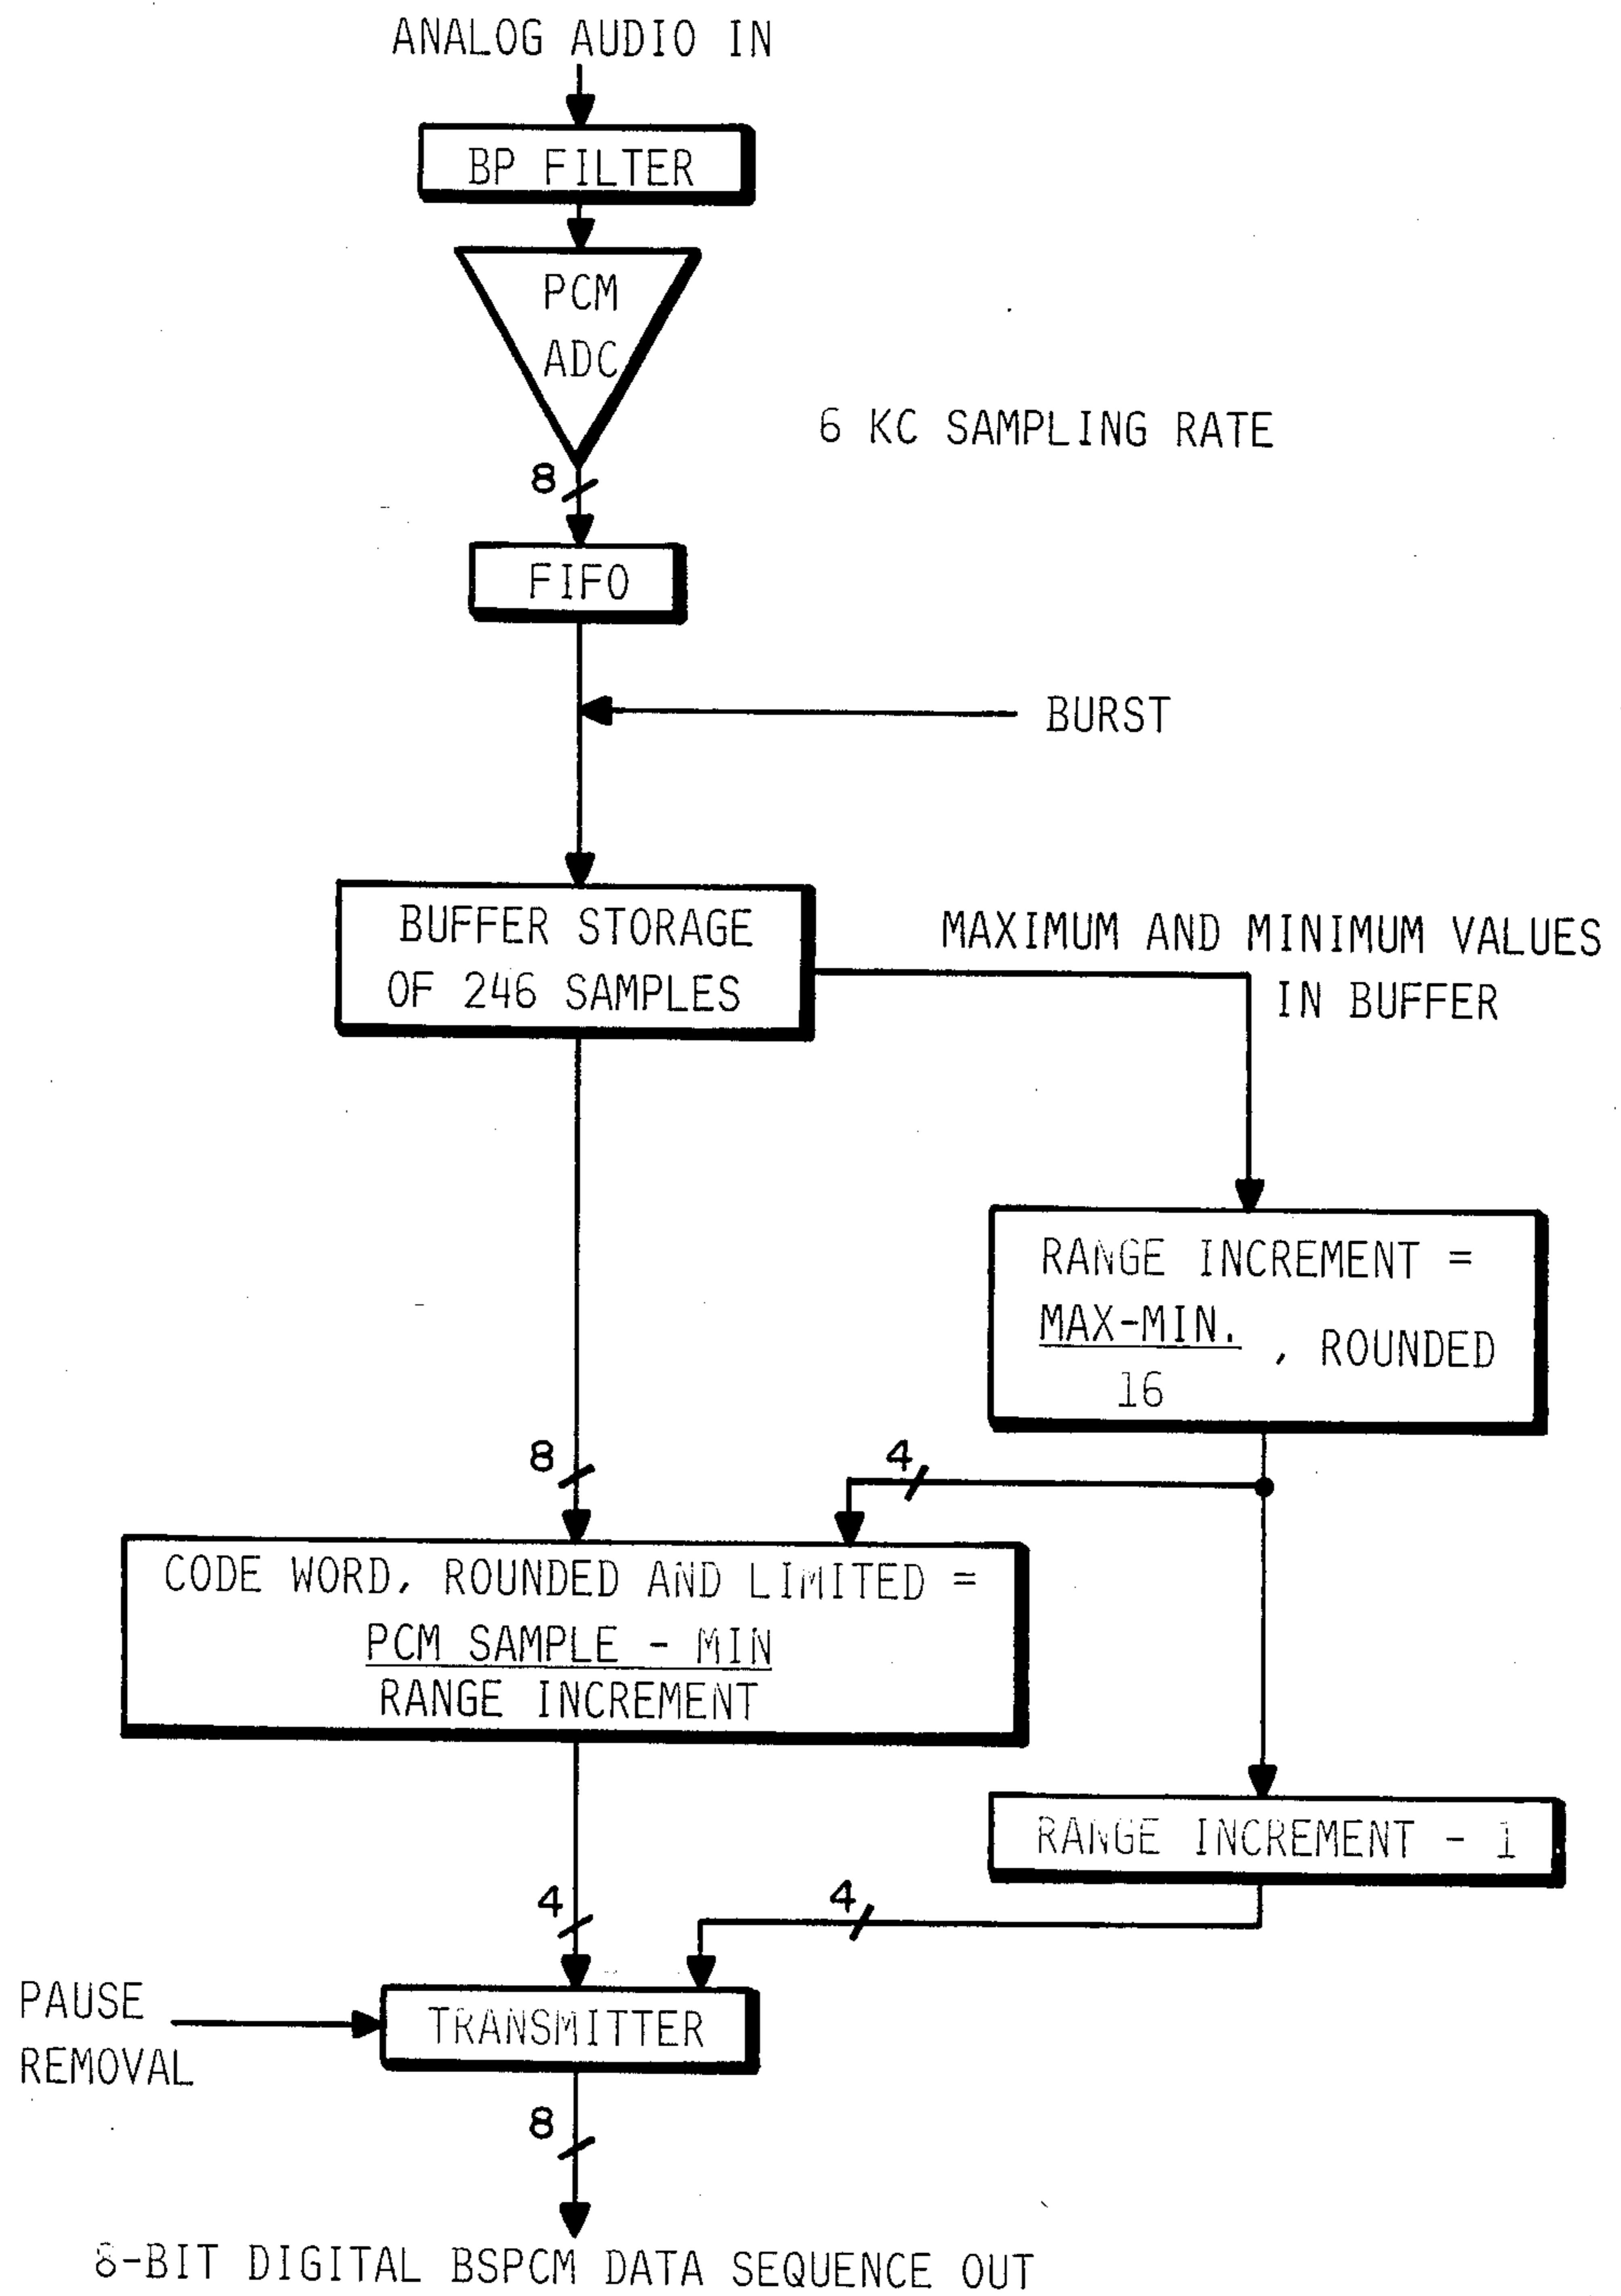 ANALOG AUDIO IN
BP FILTER
PCM
ADC
6 KC SAMPLING RATE
8
FIFO
BURST
BUFFER STORAGE
OF 246 SAMPLES
MAXIMUM AND MINIMUM VALUES
IN BUFFER
RANGE INCREMENT =
MAX-MIN.
, ROUNDED
16
8
4
CODE WORD, ROUNDED AND LIMITED =
PCM SAMPLE - MIN
RANGE INCREMENT
RANGE INCREMENT - 1
4
4
PAUSE
REMOVAL
TRANSMITTER
8
8-BIT DIGITAL BSPCM DATA SEQUENCE OUT